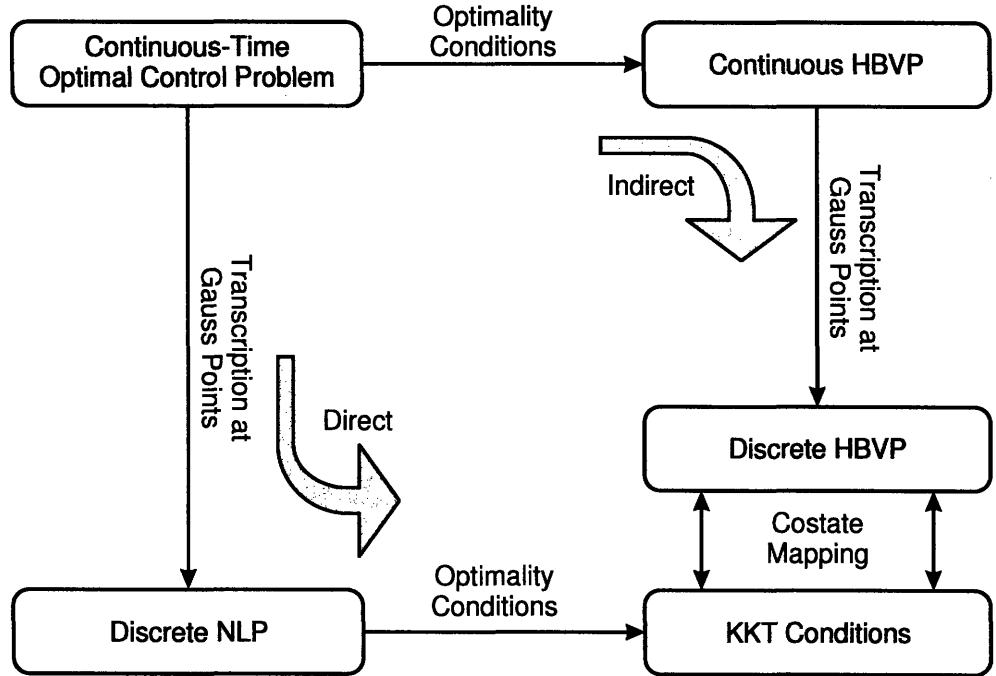 Continuous-Time
Optimal Control Problem
Optimality
Conditions
Continuous HBVP
Indirect
Transcription at
Gauss Points
Transcription at
Gauss Points
Direct
Discrete HBVP
Costate
Mapping
Discrete NLP
Optimality
Conditions
KKT Conditions